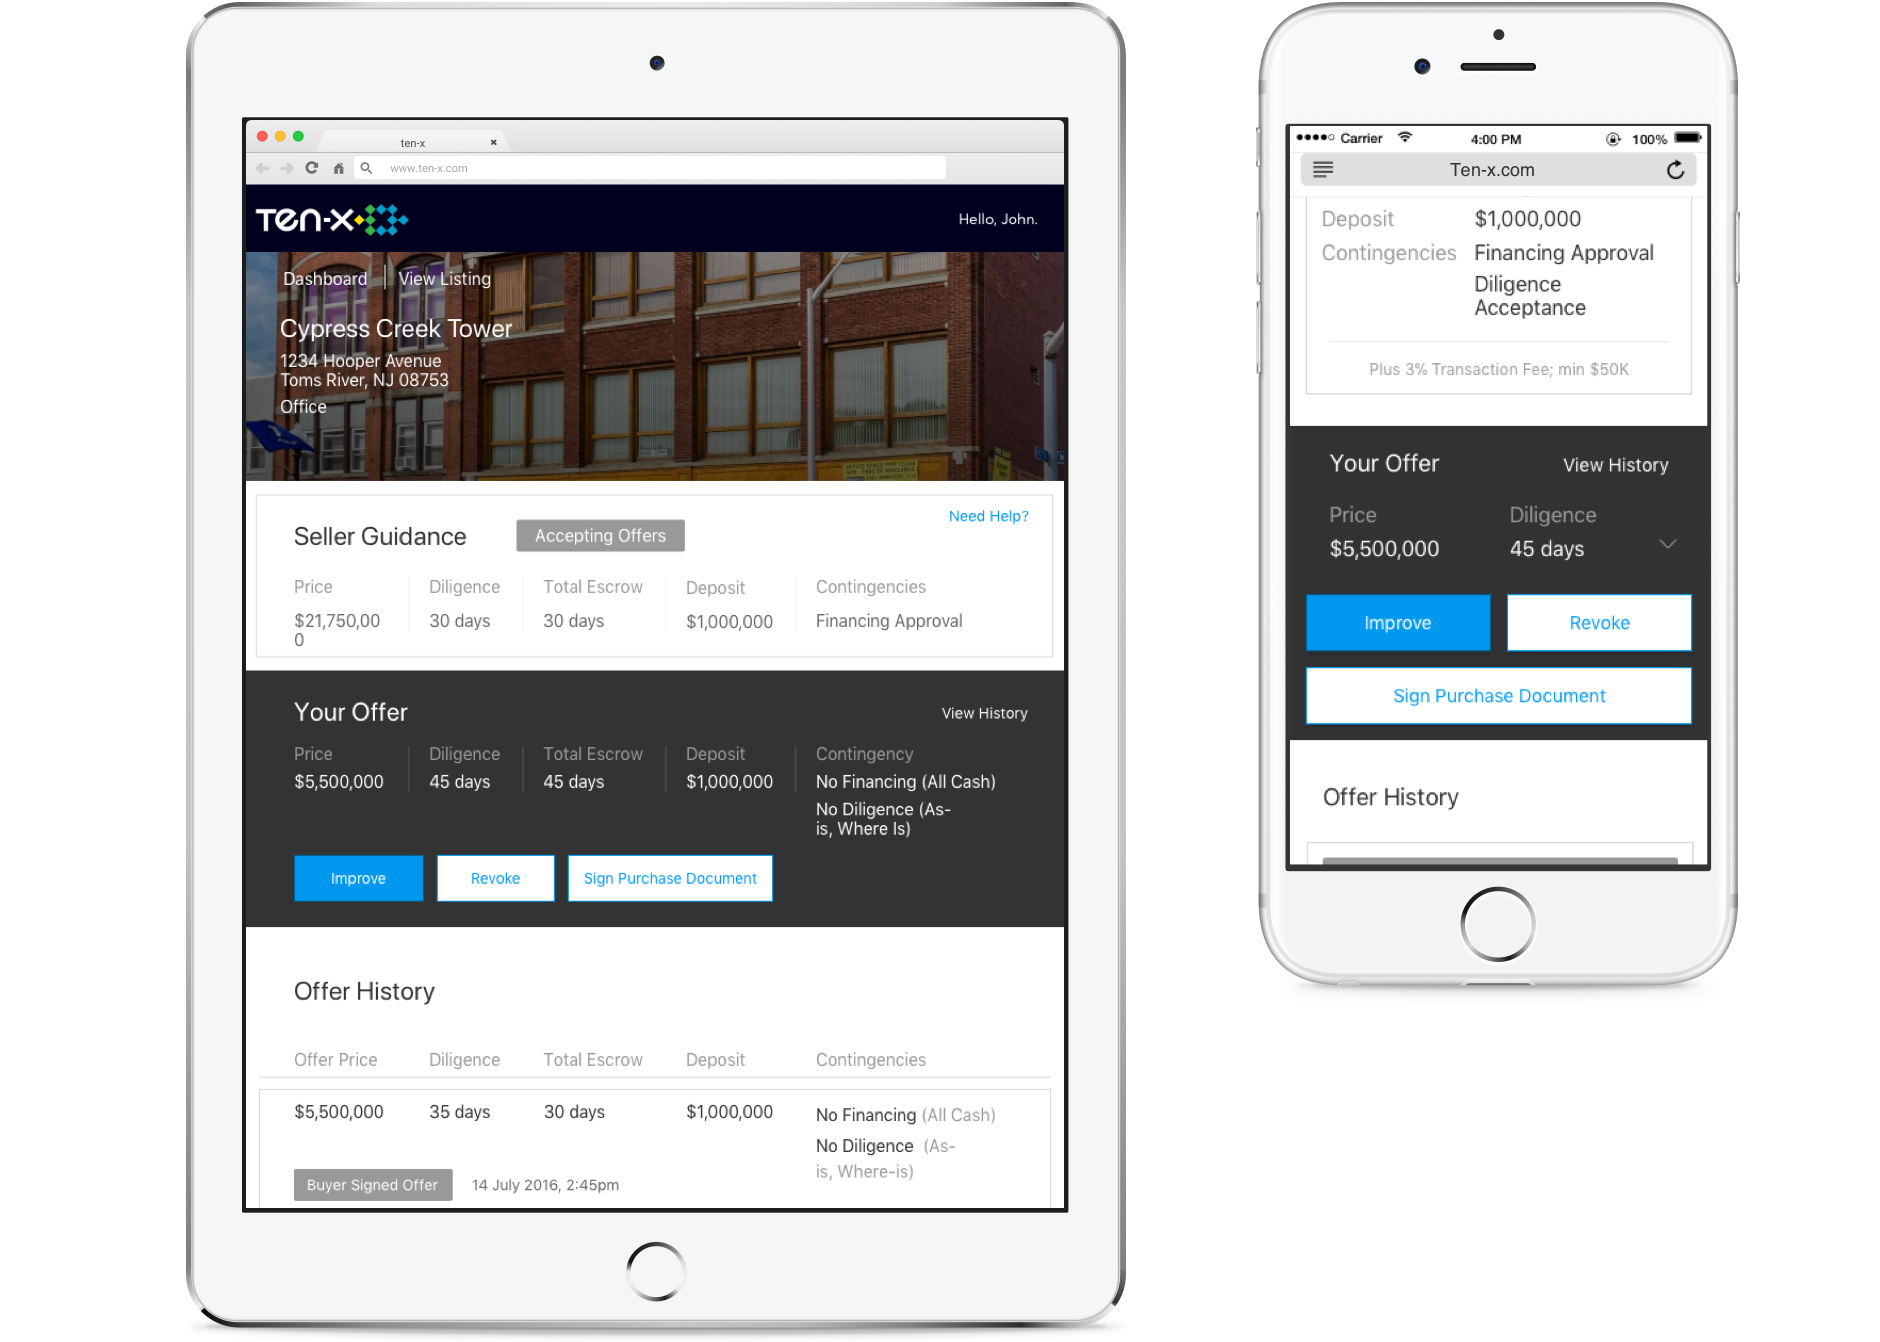 ten-x
www.ten-x.com
Ten-X
Hello, John.
Dashboard | View Listing
Cypress Creek Tower
1234 Hooper Avenue
Toms River, NJ 08753
Office
Seller Guidance
Accepting Offers
Need Help?
Price Diligence Total Escrow Deposit Contingencies
$21,750,00 30 days 30 days $1,000,000 Financing Approval
0
Your Offer
View History
Price Diligence Total Escrow Deposit Contingency
$5,500,000 45 days 45 days $1,000,000 No Financing (All Cash)
No Diligence (As-
is, Where Is)
Improve
Revoke
Sign Purchase Document
Offer History
Offer Price Diligence Total Escrow Deposit Contingencies
$5,500,000 35 days 30 days $1,000,000 No Financing (All Cash)
No Diligence (As-
is, Where-is)
Buyer Signed Offer 14 July 2016, 2:45pm
Carrier 4:00 PM 100%
Ten-x.com
Deposit $1,000,000
Contingencies Financing Approval
Diligence
Acceptance
Plus 3% Transaction Fee; min $50K
Your Offer View History
Price Diligence
$5,500,000 45 days
Improve Revoke
Sign Purchase Document
Offer History